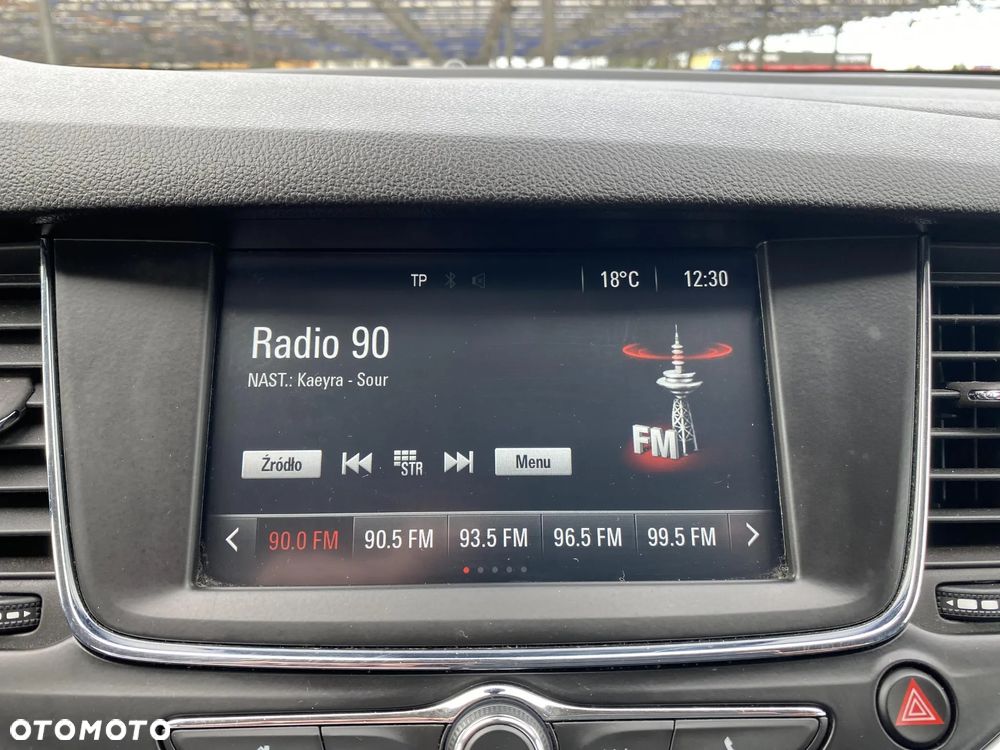 TP 18°C 12:30
Radio 90
NAST.: Kaeyra - Sour
FM
Źródło STR Menu
90.0 FM 90.5 FM 93.5 FM 96.5 FM 99.5 FM
OTOMOTO